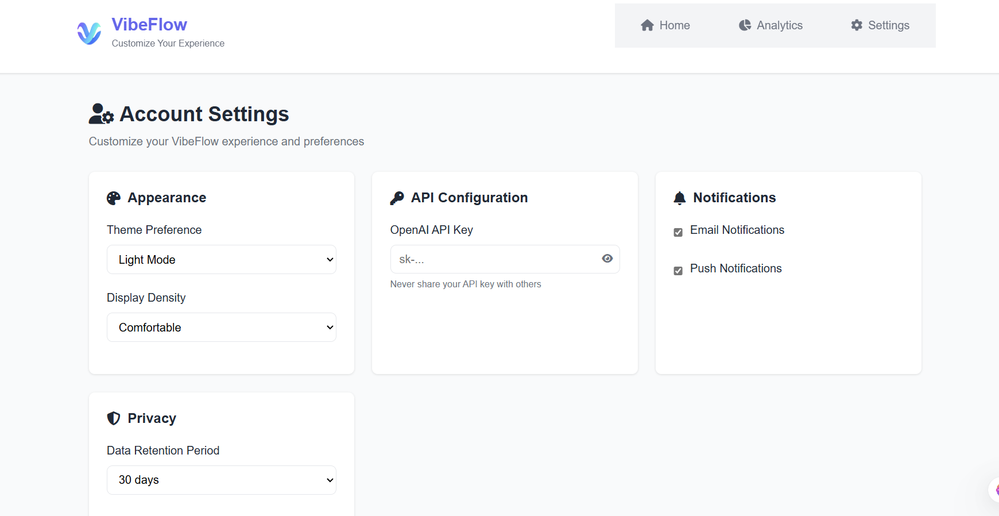 VibeFlow
Customize Your Experience
Home
Analytics
Settings
Account Settings
Customize your VibeFlow experience and preferences
Appearance
Theme Preference
Light Mode
Display Density
Comfortable
API Configuration
OpenAI API Key
sk-...
Never share your API key with others
Notifications
Email Notifications
Push Notifications
Privacy
Data Retention Period
30 days